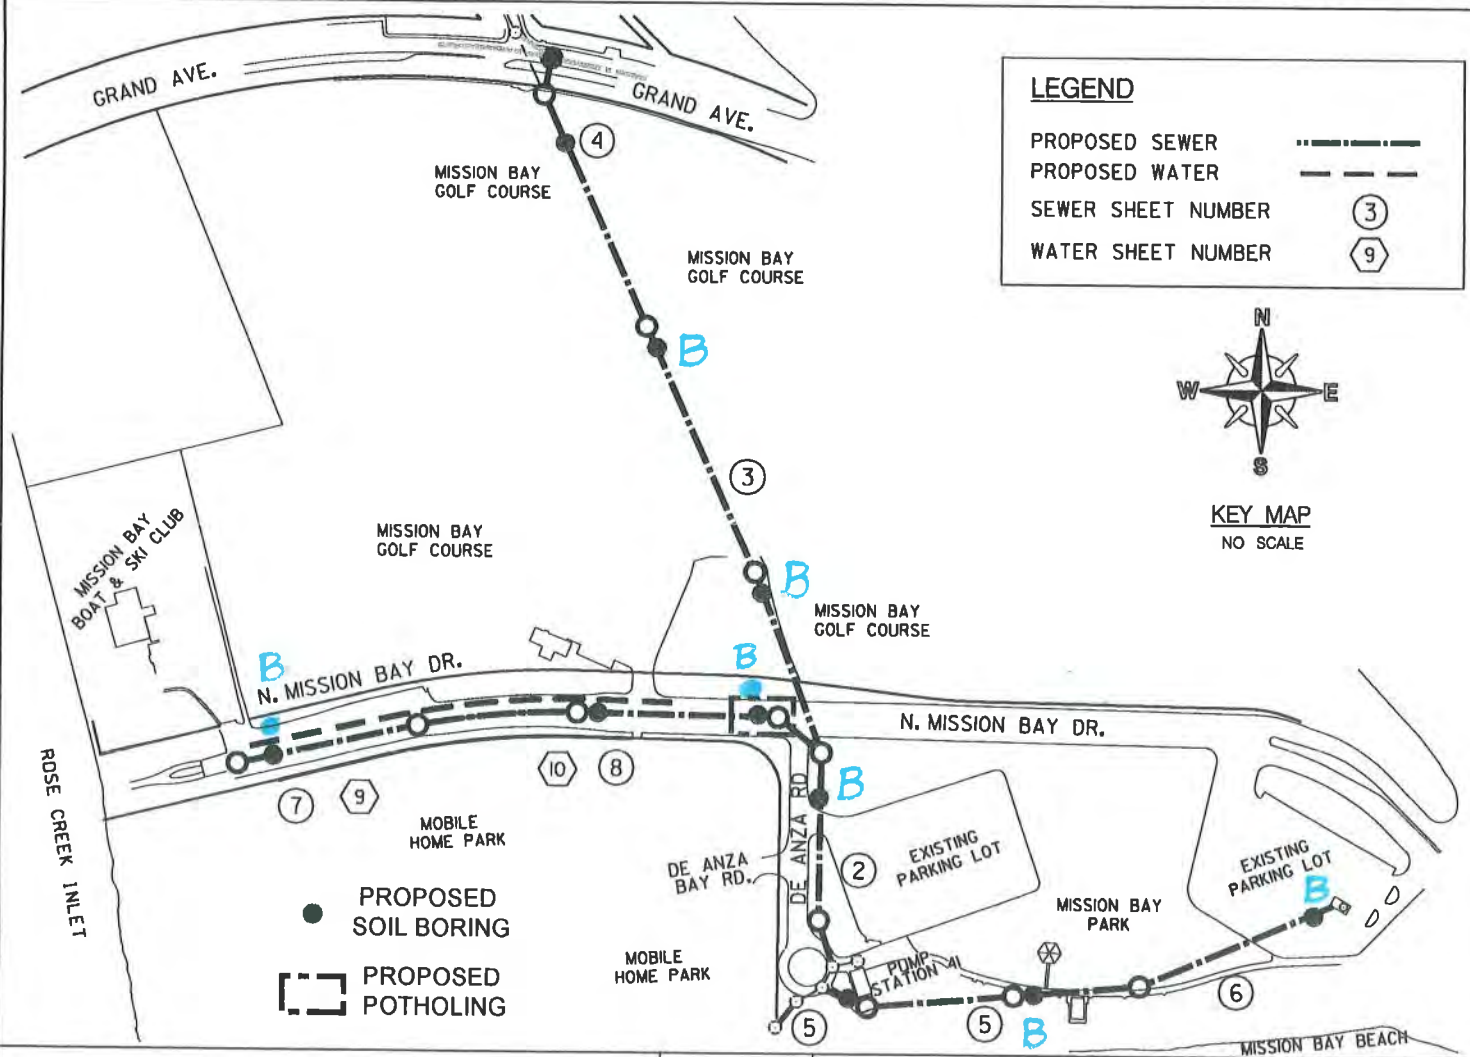 GRAND AVE.
GRAND AVE.
LEGEND
PROPOSED SEWER
PROPOSED WATER
SEWER SHEET NUMBER
3
WATER SHEET NUMBER
9
4
MISSION BAY
GOLF COURSE
MISSION BAY
GOLF COURSE
B
N
W
E
S
KEY MAP
NO SCALE
3
MISSION BAY
GOLF COURSE
MISSION BAY
BOAT & SKI CLUB
B
MISSION BAY
GOLF COURSE
B
B
N. MISSION BAY DR.
N. MISSION BAY DR.
ROSE CREEK INLET
7
9
10
8
B
MOBILE
HOME PARK
DE ANZA RD
DE ANZA
BAY RD.
2
EXISTING
PARKING LOT
EXISTING
PARKING LOT
B
PROPOSED
SOIL BORING
MISSION BAY
PARK
MOBILE
HOME PARK
PUMP
STATION 41
PROPOSED
POTHOLING
5
5
B
6
MISSION BAY BEACH